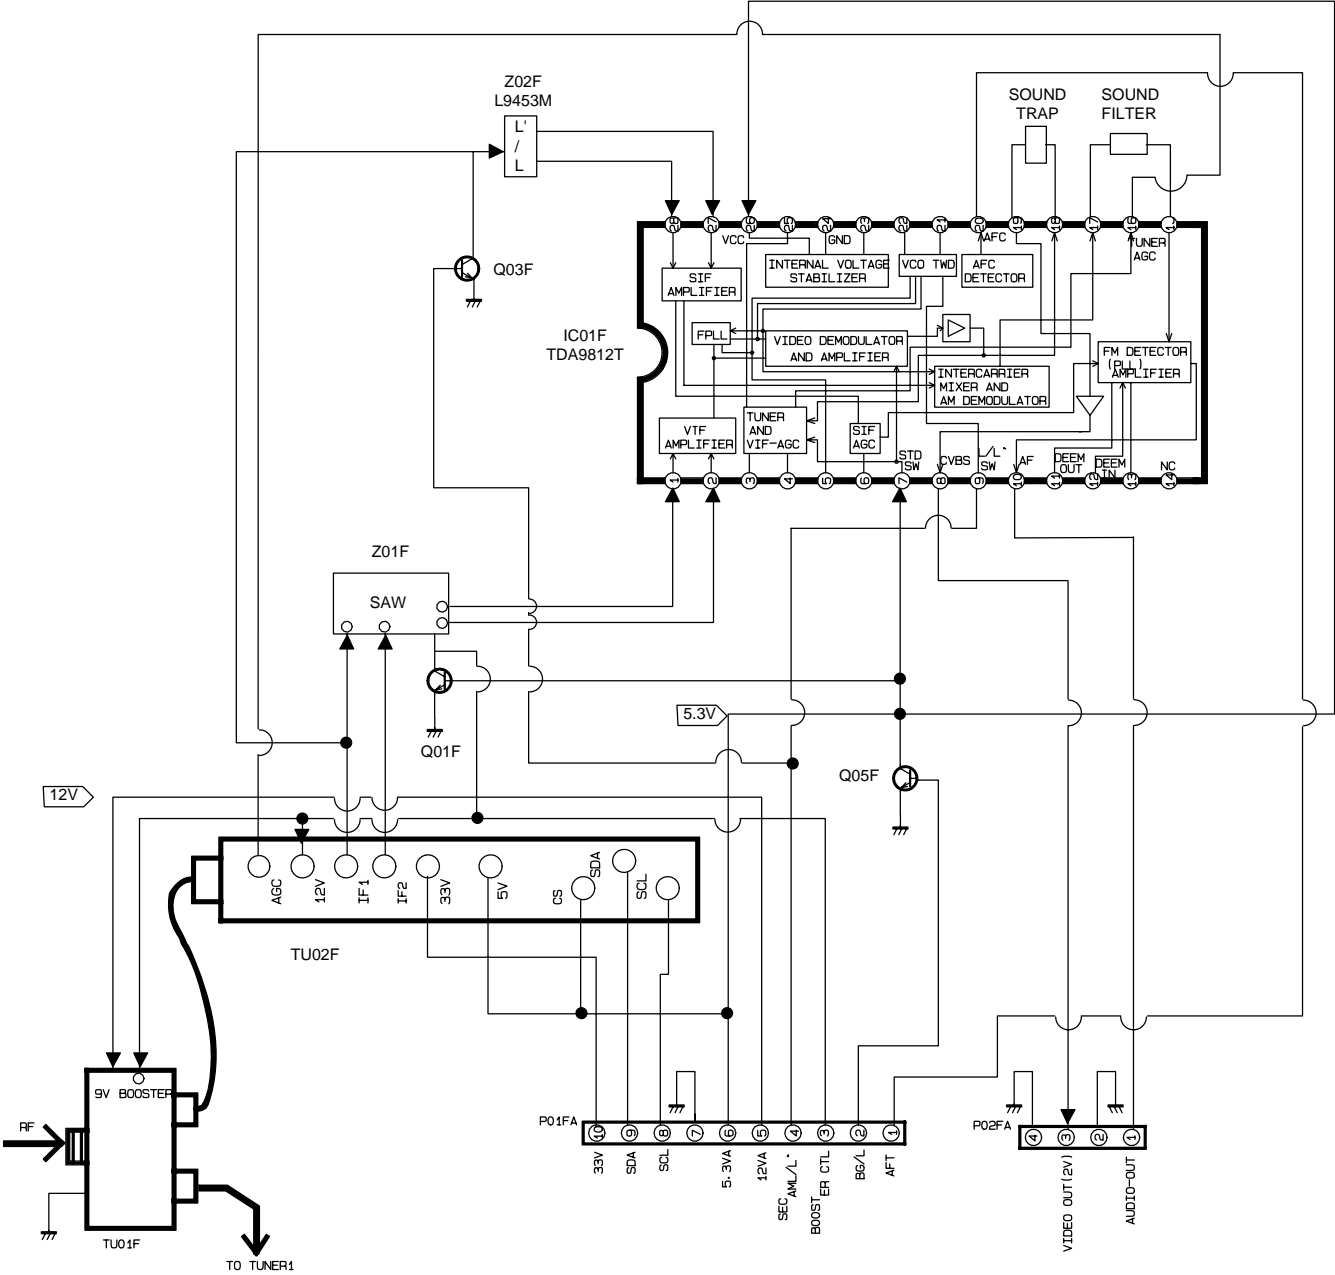 Z02F
L9453M
L'
/
L
SOUND
TRAP
SOUND
FILTER
Q03F
IC01F
TDA9812T
28
27
26
25
24
23
22
21
20
19
18
17
16
1
VCC
GND
AFC
TUNER
AGC
SIF
AMPLIFIER
INTERNAL VOLTAGE
STABILIZER
VCO TWD
AFC
DETECTOR
FPLL
VIDEO DEMODULATOR
AND AMPLIFIER
INTERCARRIER
MIXER AND
AM DEMODULATOR
FM DETECTOR
(PLL)
AMPLIFIER
VTF
AMPLIFIER
TUNER
AND
VIF-AGC
SIF
AGC
STD
SW
CVBS
L/L'
SW
AF
DEEM
OUT
DEEM
IN
NC
1
2
3
4
5
6
7
8
9
10
11
12
13
14
Z01F
SAW
Q01F
5.3V
Q05F
12V
AGC
12V
IF1
IF2
33V
5V
CS
SDA
SCL
TU02F
9V BOOSTER
RF
TU01F
TO TUNER1
P01FA
10
9
8
7
6
5
4
3
2
1
33V
SDA
SCL
5.3VA
12VA
SEC AML/L'
BOOSTER CTL
BG/L
AFT
P02FA
4
3
2
1
VIDEO OUT(2V)
AUDIO-OUT